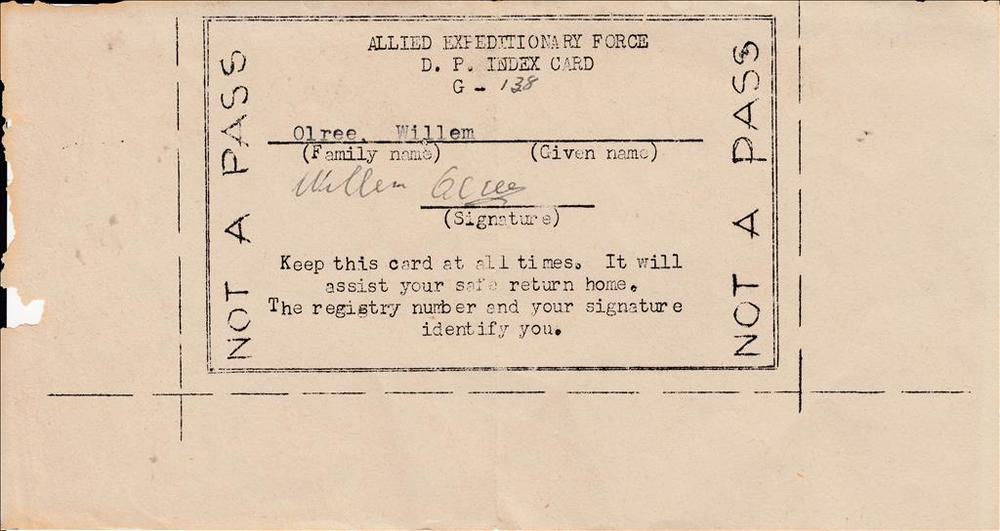 ALLIED EXPEDITIONARY FORCE
D. P. INDEX CARD
G - 138
Olree, Willem
(Family name) (Given name)
Willem Olree
(Signature)
Keep this card at all times. It will
assist your safe return home.
The registry number and your signature
identify you.
NOT A PASS
NOT A PASS